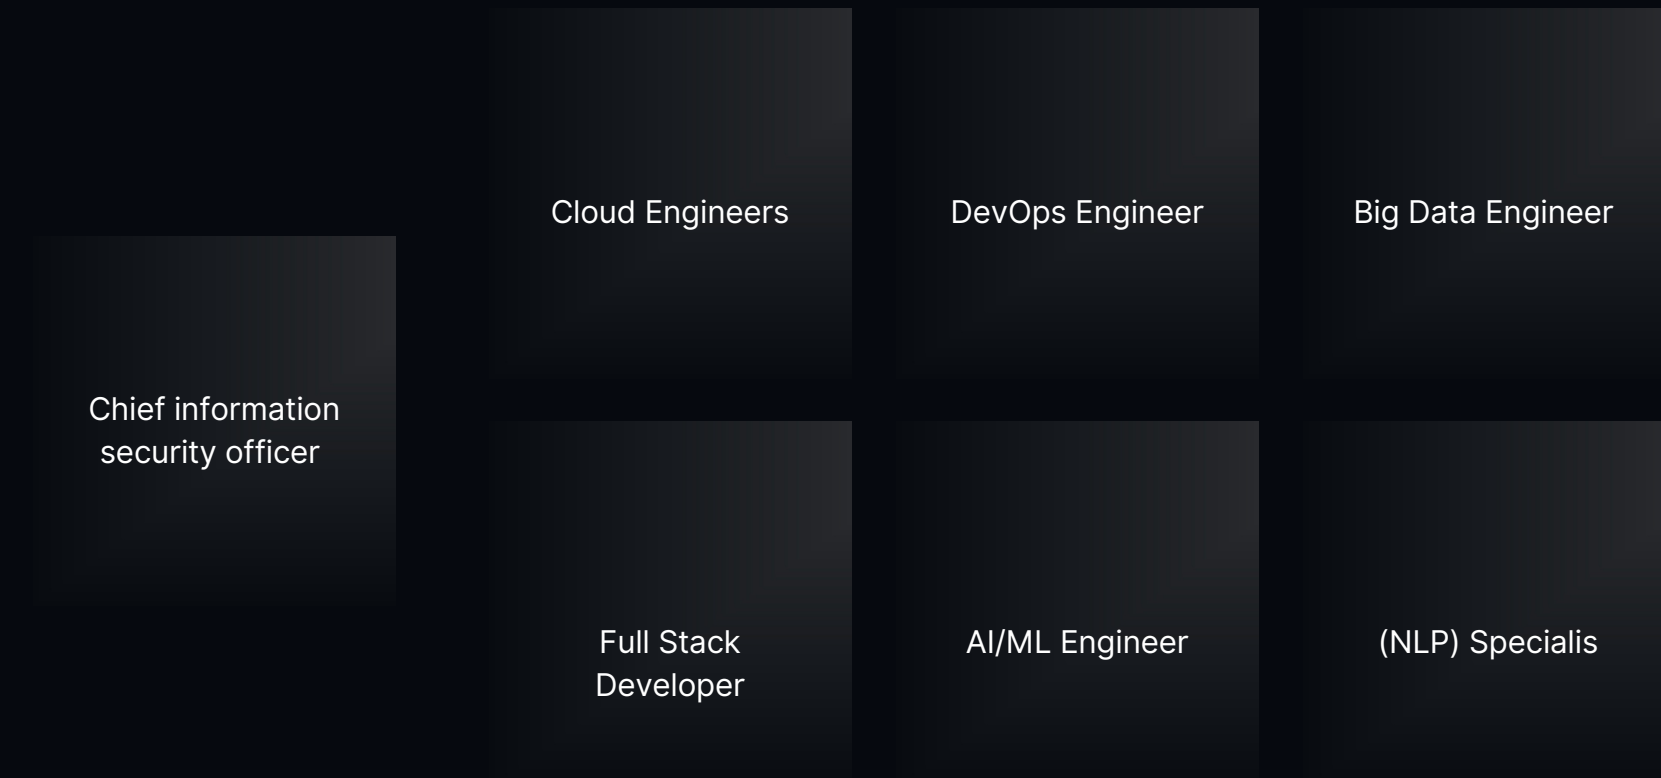 Chief information
security officer
Cloud Engineers
DevOps Engineer
Big Data Engineer
Full Stack
Developer
AI/ML Engineer
(NLP) Specialis